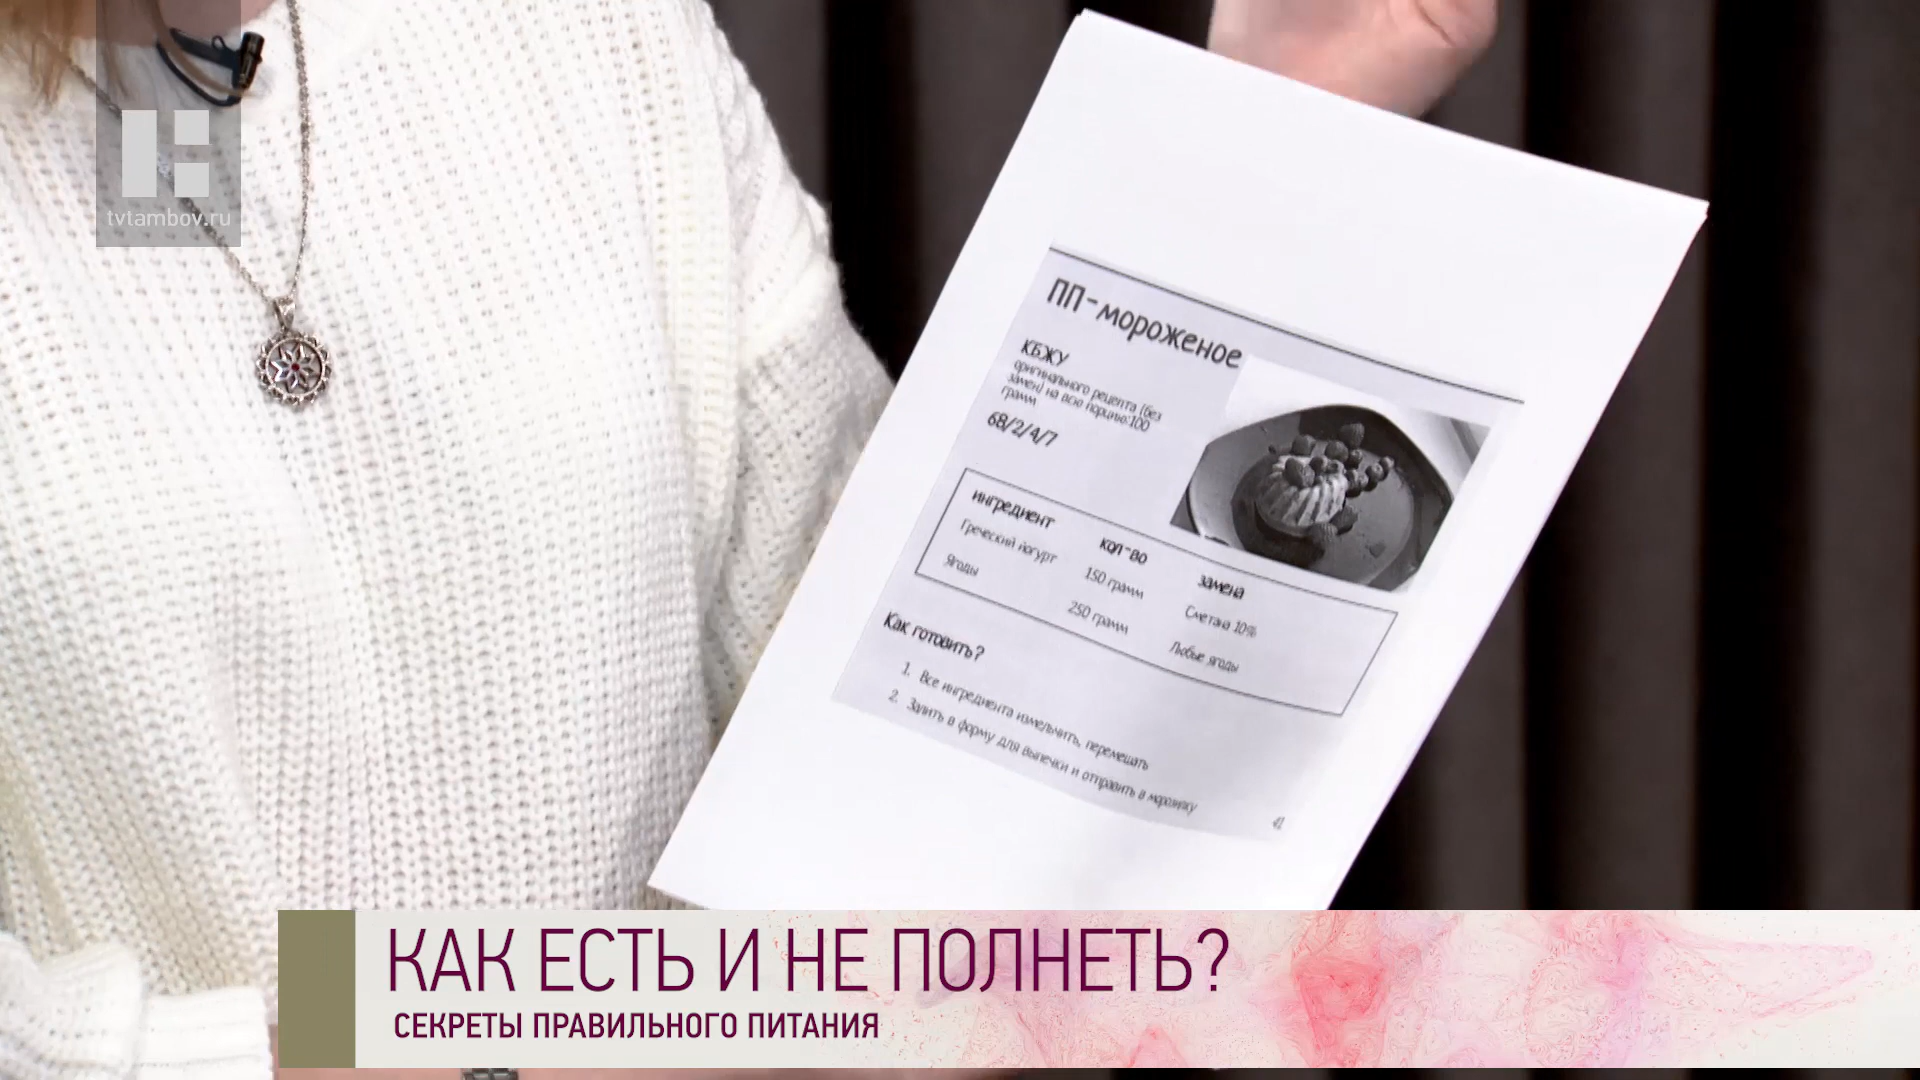 tvtambov.ru
ПП-мороженое
КБЖУ
оригинального рецепта (без
замен) на всю порцию:100
грамм
68/2/4/7
ингредиент кол-во замена
Греческий йогурт 150 грамм Сметана 10%
Ягоды 250 грамм Любые ягоды
Как готовить?
1. Все ингредиента измельчить, перемешать
2. Залить в форму для выпечки и отправить в морозилку
41
КАК ЕСТЬ И НЕ ПОЛНЕТЬ?
СЕКРЕТЫ ПРАВИЛЬНОГО ПИТАНИЯ